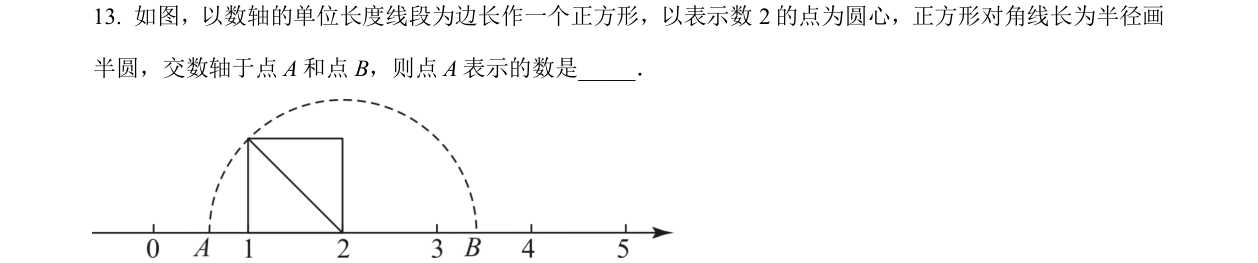 13. 如图，以数轴的单位长度线段为边长作一个正方形，以表示数 2 的点为圆心，正方形对角线长为半径画
半圆，交数轴于点 A 和点 B，则点 A 表示的数是_____．
0 A 1 2 3 B 4 5